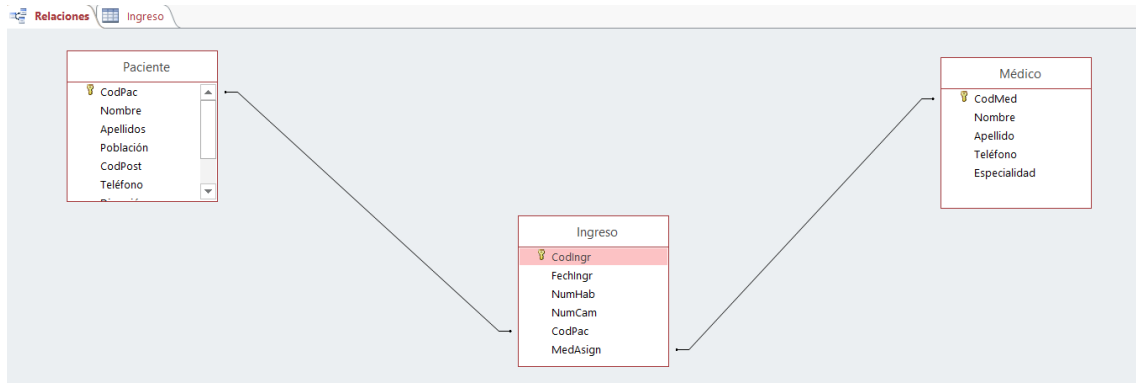 Relaciones Ingreso
Paciente
CodPac
Nombre
Apellidos
Población
CodPost
Teléfono
Médico
CodMed
Nombre
Apellido
Teléfono
Especialidad
Ingreso
CodIngr
FechIngr
NumHab
NumCam
CodPac
MedAsign